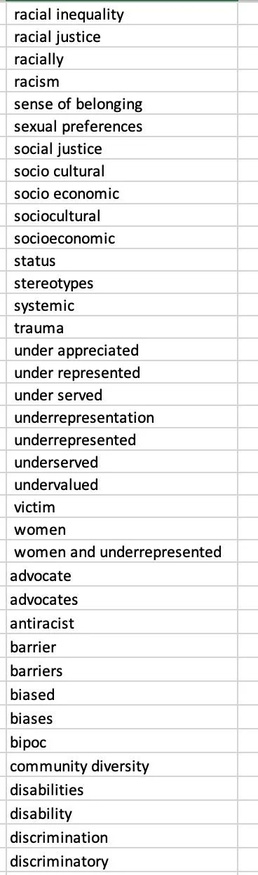 racial inequality
racial justice
racially
racism
sense of belonging
sexual preferences
social justice
socio cultural
socio economic
sociocultural
socioeconomic
status
stereotypes
systemic
trauma
under appreciated
under represented
under served
underrepresentation
underrepresented
underserved
undervalued
victim
women
women and underrepresented
advocate
advocates
antiracist
barrier
barriers
biased
biases
bipoc
community diversity
disabilities
disability
discrimination
discriminatory